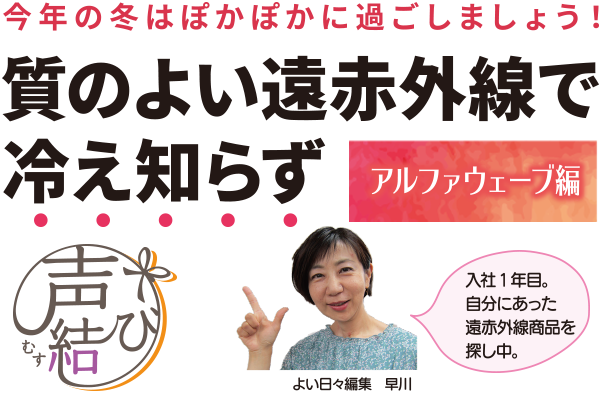 今年の冬はぽかぽかに過ごしましょう！
質のよい遠赤外線で
冷え知らず
アルファウェーブ編
声結び
むす
入社１年目。
自分にあった
遠赤外線商品を
探し中。
よい日々編集　早川